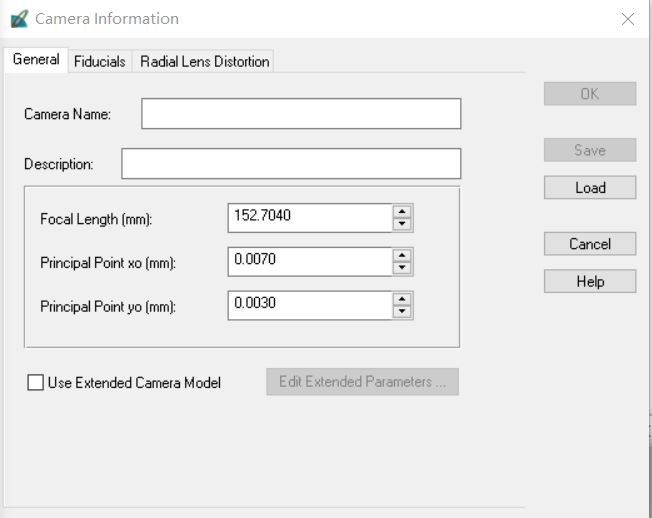 Camera Information
General Fiducials Radial Lens Distortion
OK
Camera Name:
Save
Description:
Load
Focal Length (mm): 152.7040
Cancel
Principal Point xo (mm): 0.0070
Help
Principal Point yo (mm): 0.0030
Use Extended Camera Model Edit Extended Parameters ...